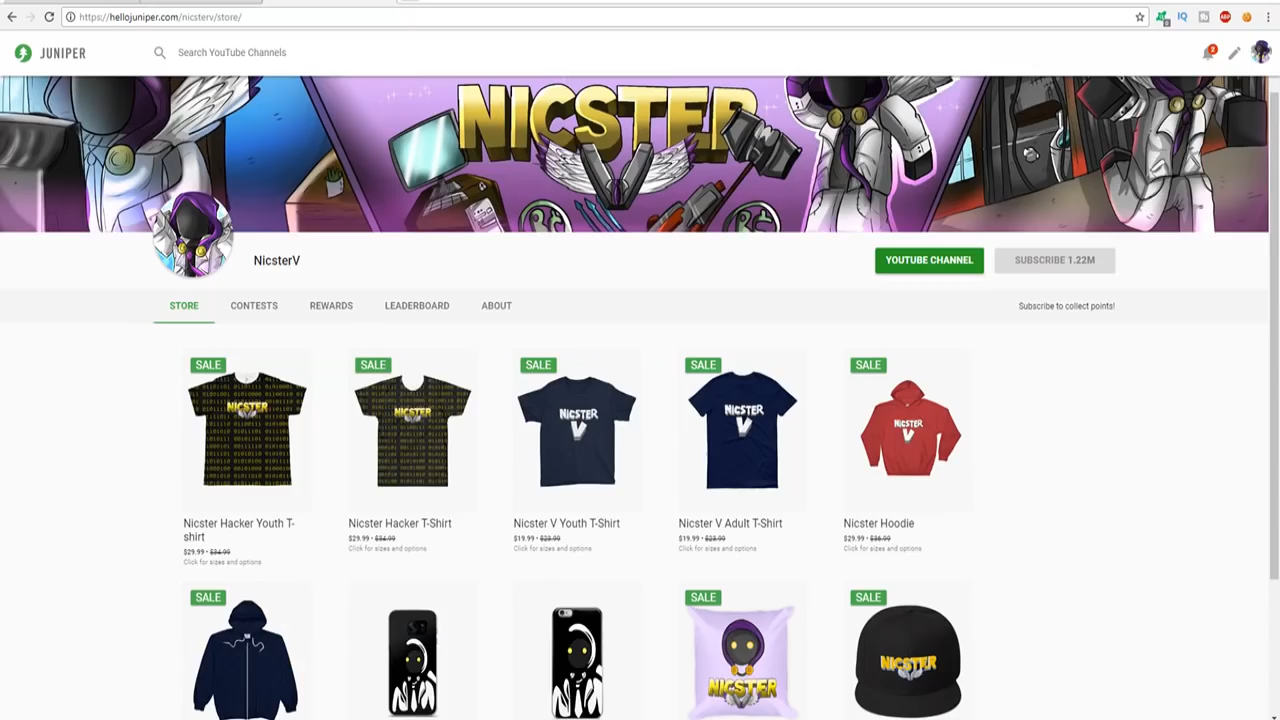 https://hellojuniper.com/nicsterv/store/
IQ
ABP
JUNIPER
Search YouTube Channels
2
NICSTER
V
NicsterV
YOUTUBE CHANNEL
SUBSCRIBE 1.22M
STORE
CONTESTS
REWARDS
LEADERBOARD
ABOUT
Subscribe to collect points!
SALE
SALE
SALE
SALE
SALE
NICSTER
NICSTER
NICSTER
V
NICSTER
V
NICSTER
V
Nicster Hacker Youth T-
shirt
$29.99 • $34.99
Click for sizes and options
Nicster Hacker T-Shirt
$29.99 • $34.99
Click for sizes and options
Nicster V Youth T-Shirt
$19.99 • $23.99
Click for sizes and options
Nicster V Adult T-Shirt
$19.99 • $23.99
Click for sizes and options
Nicster Hoodie
$29.99 • $36.99
Click for sizes and options
SALE
SALE
SALE
NICSTER
NICSTER